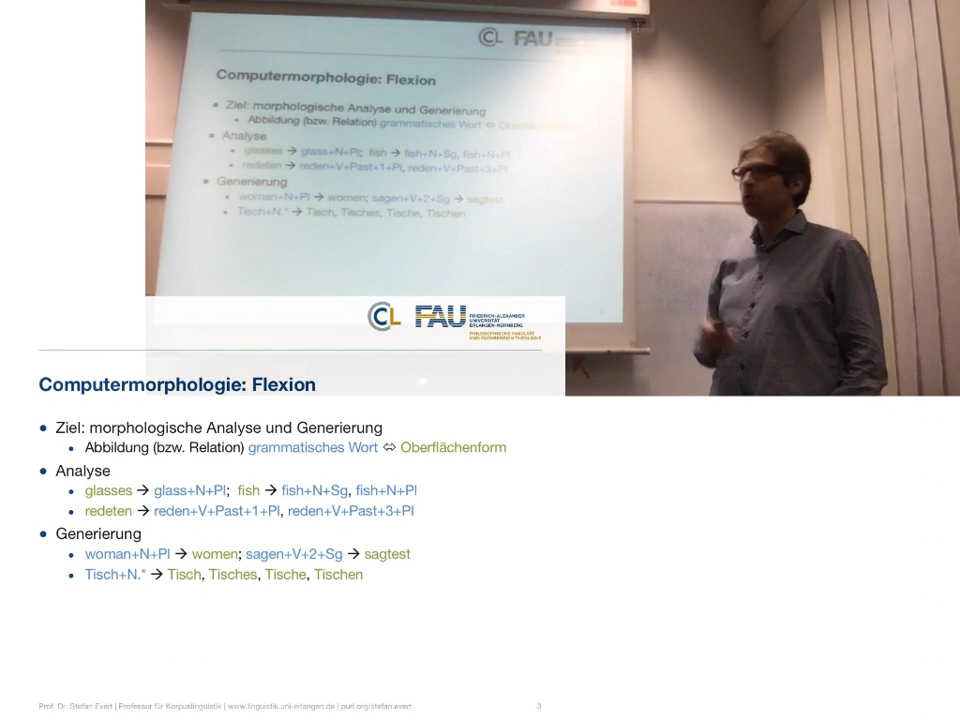 CL FAU
Computermorphologie: Flexion
• Ziel: morphologische Analyse und Generierung
• Abbildung (bzw. Relation) grammatisches Wort ⇔
• Analyse
• glasses → glass+N+Pl; fish → fish+N+Sg, fish+N+Pl
• redeten → reden+V+Past+1+Pl, reden+V+Past+3+Pl
• Generierung
• woman+N+Pl → women; sagen+V+2+Sg → sagtest
• Tisch+N.* → Tisch, Tisches, Tische, Tischen
CL FAU
FRIEDRICH-ALEXANDER
UNIVERSITÄT
ERLANGEN-NÜRNBERG
PHILOSOPHISCHE FAKULTÄT
UND FACHBEREICH THEOLOGIE
Computermorphologie: Flexion
• Ziel: morphologische Analyse und Generierung
• Abbildung (bzw. Relation) grammatisches Wort ⇔ Oberflächenform
• Analyse
• glasses → glass+N+Pl; fish → fish+N+Sg, fish+N+Pl
• redeten → reden+V+Past+1+Pl, reden+V+Past+3+Pl
• Generierung
• woman+N+Pl → women; sagen+V+2+Sg → sagtest
• Tisch+N.* → Tisch, Tisches, Tische, Tischen
Prof. Dr. Stefan Evert | Professur für Korpuslinguistik | www.linguistik.uni-erlangen.de | purl.org/stefan.evert 3